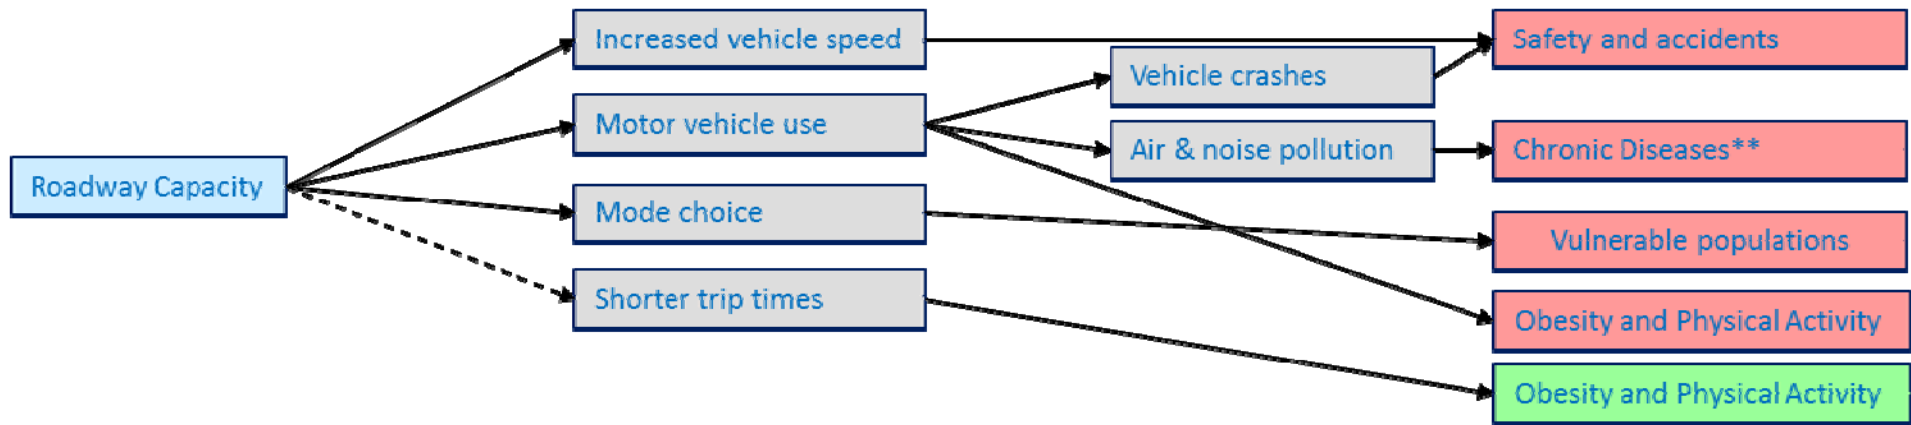 Increased vehicle speed
Safety and accidents
Vehicle crashes
Motor vehicle use
Air & noise pollution
Chronic Diseases**
Roadway Capacity
Mode choice
Vulnerable populations
Shorter trip times
Obesity and Physical Activity
Obesity and Physical Activity